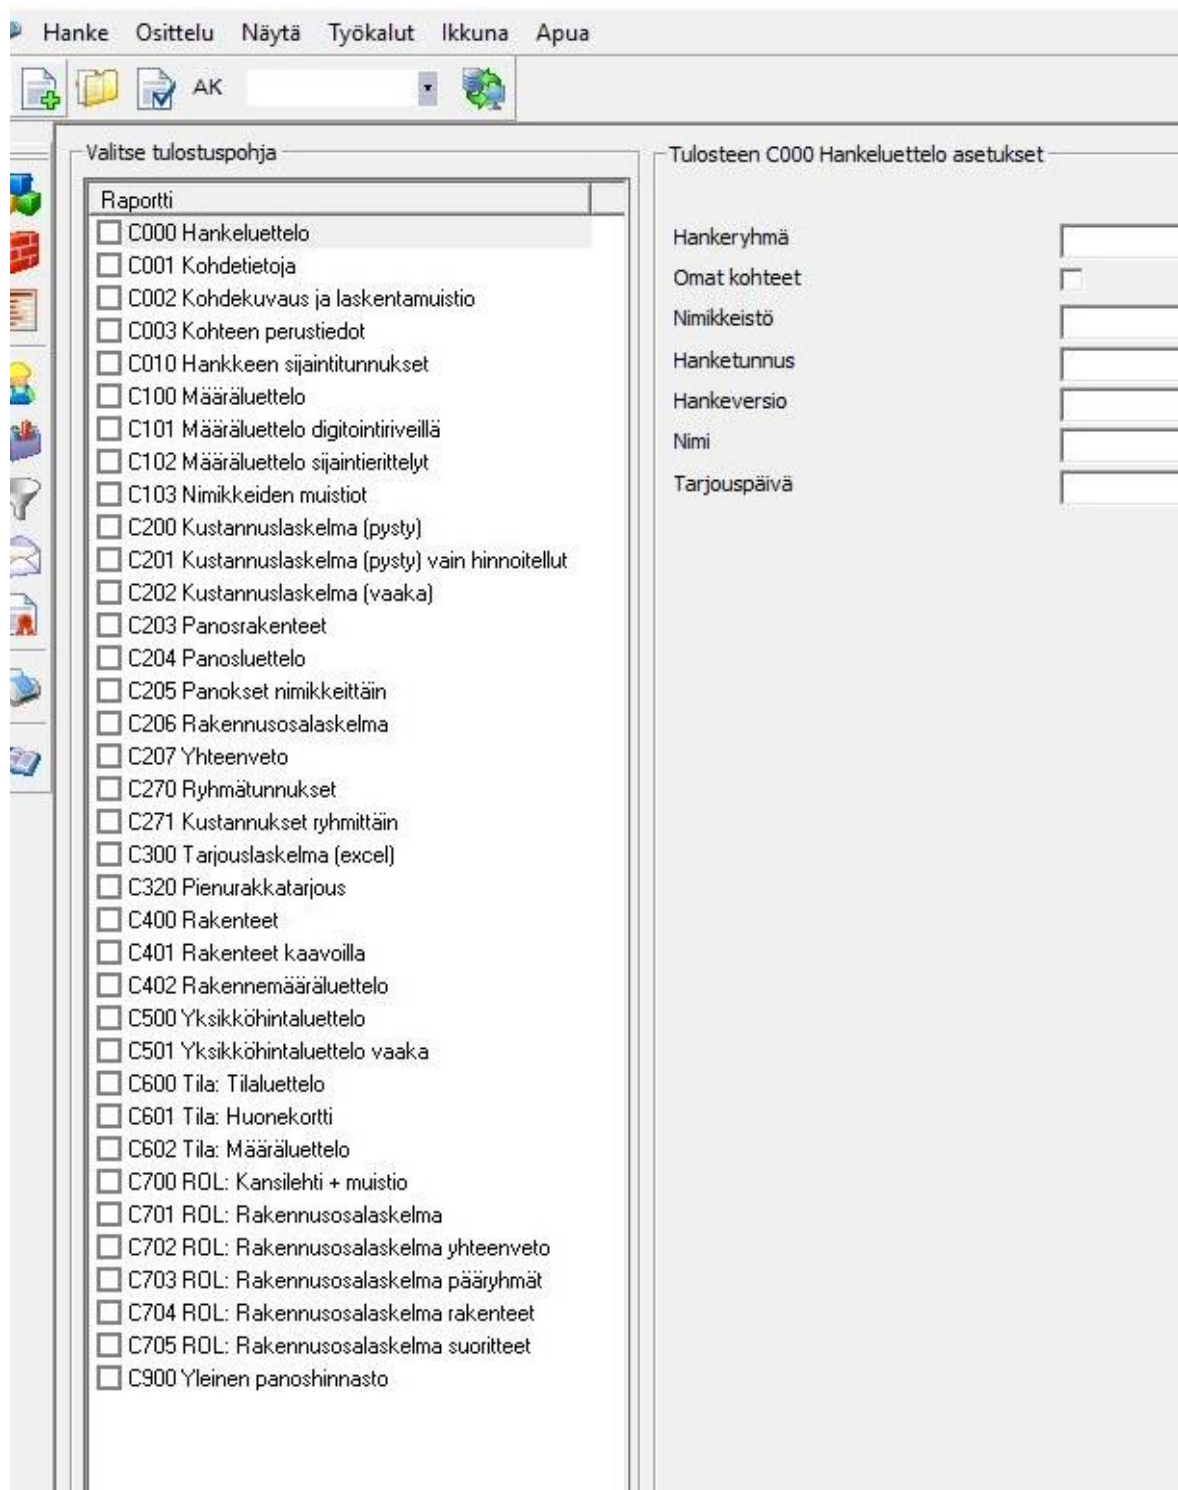 Hanke Osittelu Näytä Työkalut Ikkuna Apua
AK
Valitse tulostuspohja
Raportti
C000 Hankeluettelo
C001 Kohdetietoja
C002 Kohdekuvaus ja laskentamuistio
C003 Kohteen perustiedot
C010 Hankkeen sijaintitunnukset
C100 Määräluettelo
C101 Määräluettelo digitointiriveillä
C102 Määräluettelo sijaintierittelyt
C103 Nimikkeiden muistiot
C200 Kustannuslaskelma (pysty)
C201 Kustannuslaskelma (pysty) vain hinnoitellut
C202 Kustannuslaskelma (vaaka)
C203 Panosrakenteet
C204 Panosluettelo
C205 Panokset nimikkeittäin
C206 Rakennusosalaskelma
C207 Yhteenveto
C270 Ryhmätunnukset
C271 Kustannukset ryhmittäin
C300 Tarjouslaskelma (excel)
C320 Pienurakkatarjous
C400 Rakenteet
C401 Rakenteet kaavoilla
C402 Rakennemääräluettelo
C500 Yksikköhintaluettelo
C501 Yksikköhintaluettelo vaaka
C600 Tila: Tilaluettelo
C601 Tila: Huonekortti
C602 Tila: Määräluettelo
C700 ROL: Kansilehti + muistio
C701 ROL: Rakennusosalaskelma
C702 ROL: Rakennusosalaskelma yhteenveto
C703 ROL: Rakennusosalaskelma pääryhmät
C704 ROL: Rakennusosalaskelma rakenteet
C705 ROL: Rakennusosalaskelma suoritteet
C900 Yleinen panoshinnasto
Tulosteen C000 Hankeluettelo asetukset
Hankeryhmä
Omat kohteet
Nimikkeistö
Hanketunnus
Hankeversio
Nimi
Tarjouspäivä